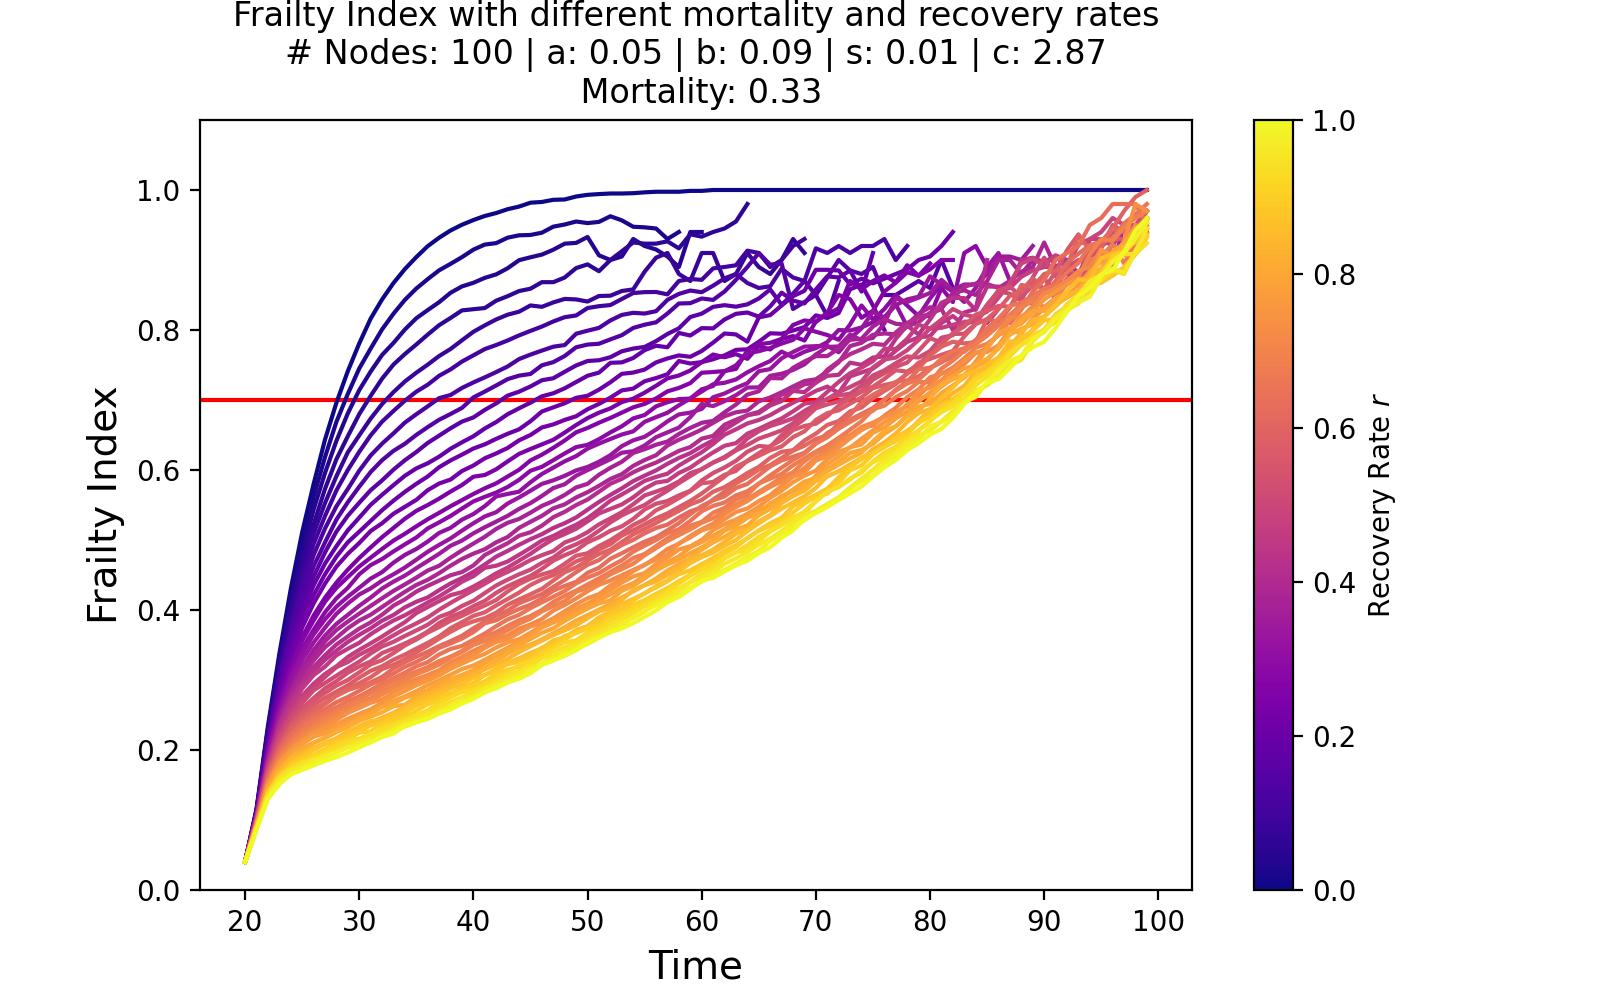 Frailty Index with different mortality and recovery rates
# Nodes: 100 | a: 0.05 | b: 0.09 | s: 0.01 | c: 2.87
Mortality: 0.33
Frailty Index
1.0
0.8
0.6
0.4
0.2
0.0
20 30 40 50 60 70 80 90 100
Time
1.0
0.8
0.6
0.4
0.2
0.0
Recovery Rate r